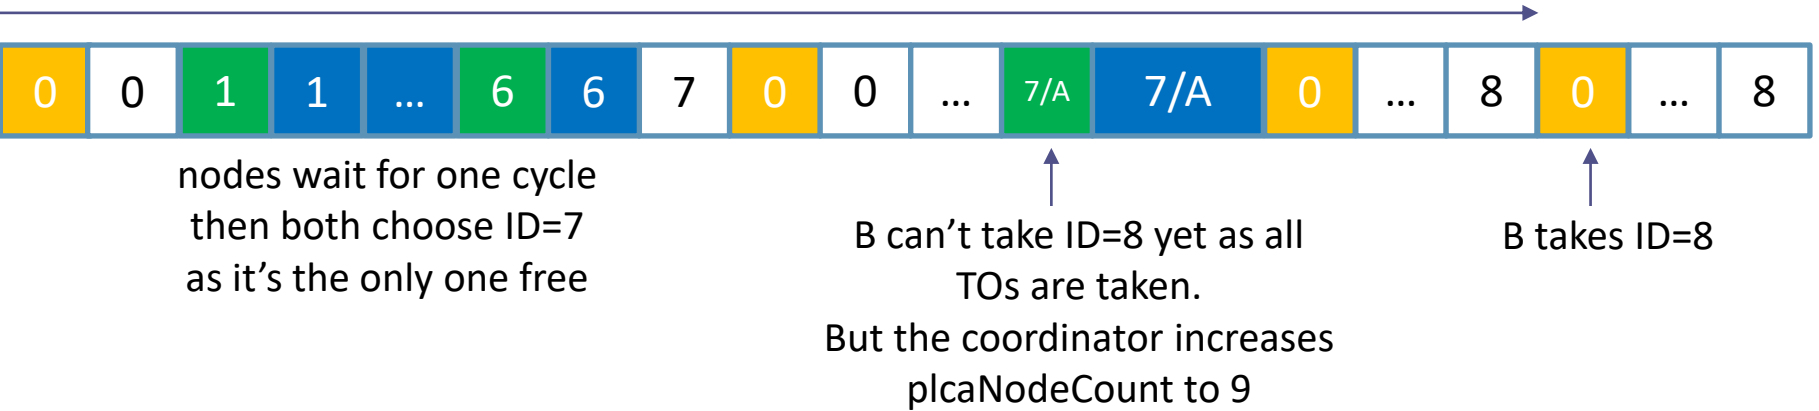 0 0 1 1 ... 6 6 7 0 0 ... 7/A 7/A 0 ... 8 0 ... 8
nodes wait for one cycle
then both choose ID=7
as it’s the only one free
B can’t take ID=8 yet as all
TOs are taken.
But the coordinator increases
plcaNodeCount to 9
B takes ID=8